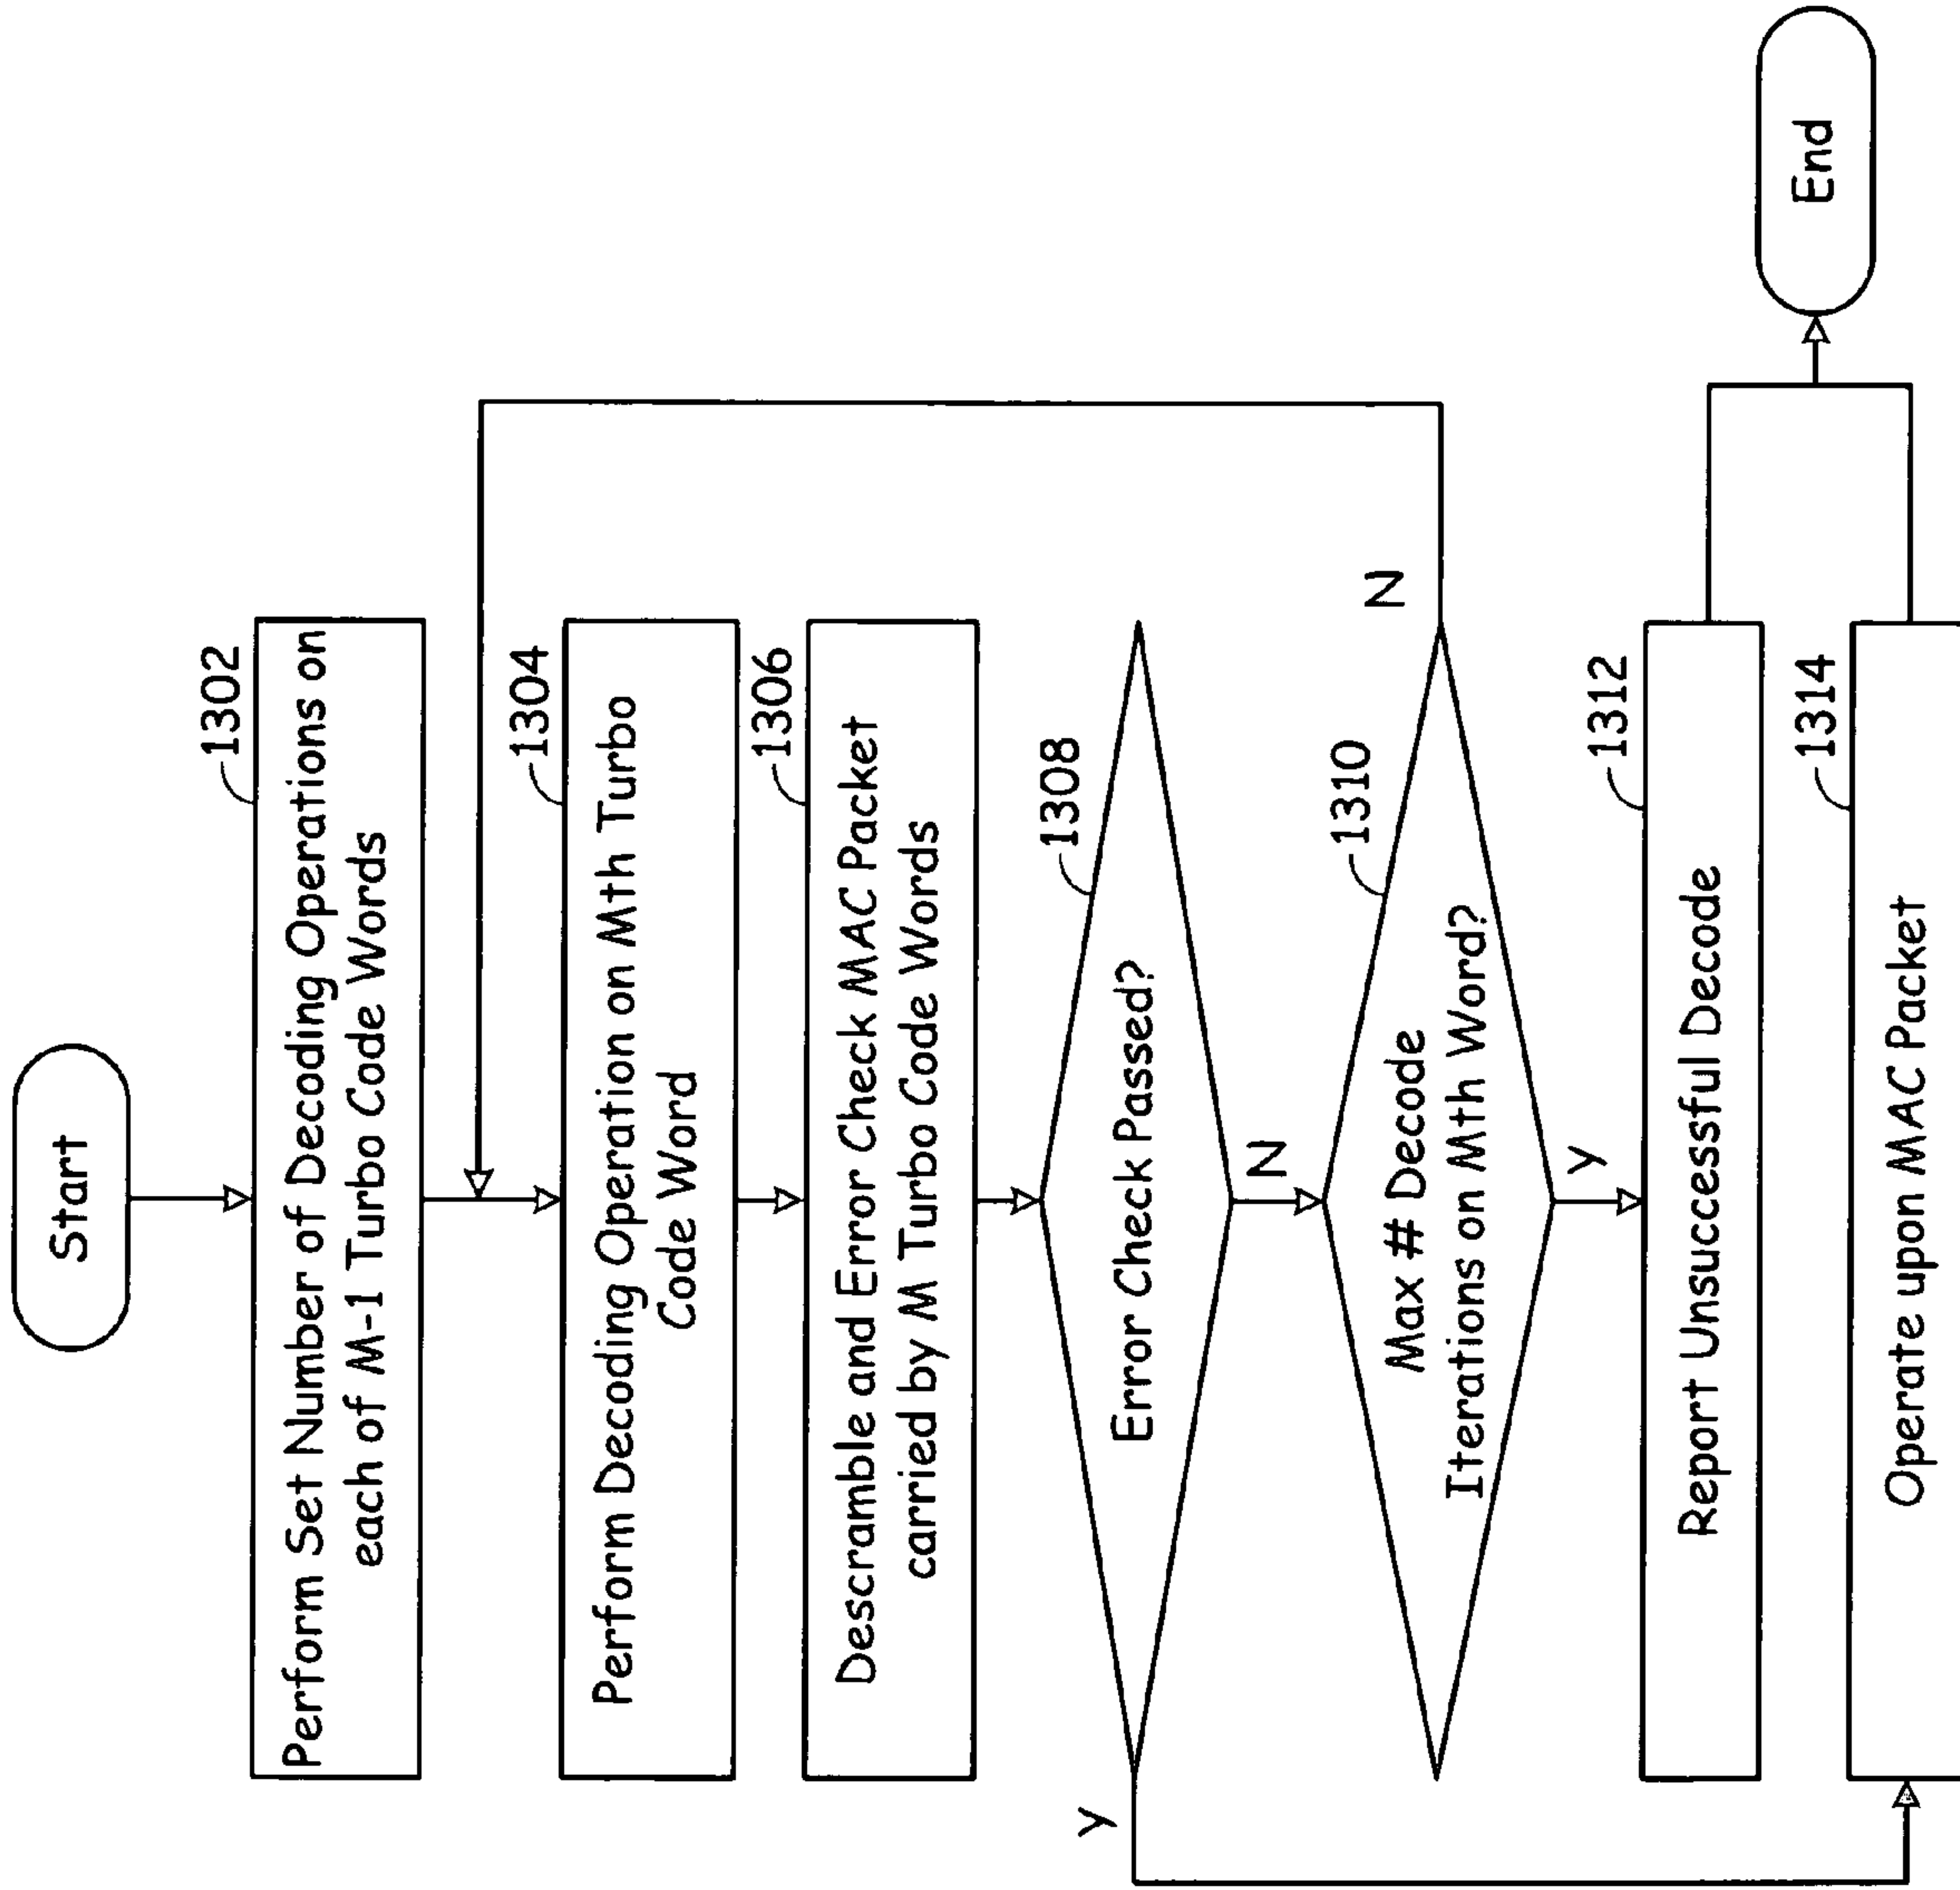 Start
1302
Perform Set Number of Decoding Operations on
each of M-1 Turbo Code Words
1304
Perform Decoding Operation on Mth Turbo
Code Word
1306
Descramble and Error Check MAC Packet
carried by M Turbo Code Words
1308
Error Check Passed?
Y
N
1310
Max # Decode
Iterations on Mth Word?
N
Y
1312
Report Unsuccessful Decode
1314
Operate upon MAC Packet
End